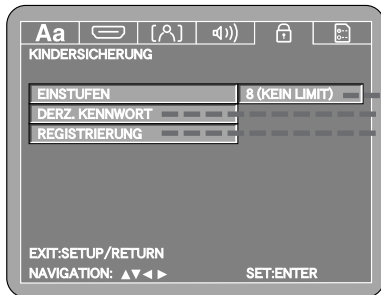 Aa
KINDERSICHERUNG
EINSTUFEN 8 (KEIN LIMIT)
DERZ. KENNWORT
REGISTRIERUNG
EXIT:SETUP/RETURN
NAVIGATION: ▲▼◄► SET:ENTER